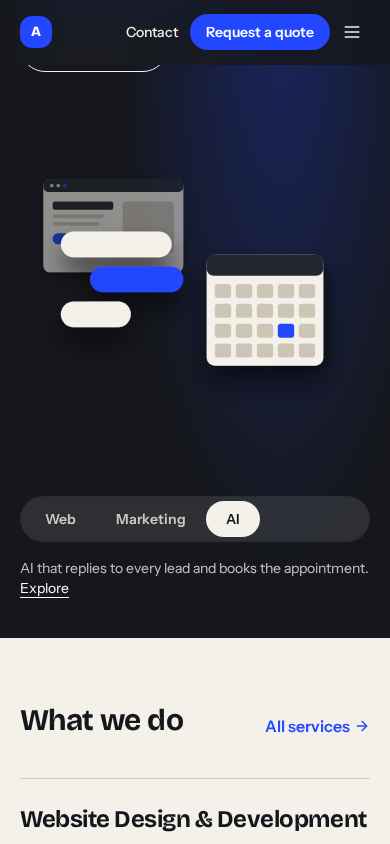 A
Contact
Request a quote
Web
Marketing
AI
AI that replies to every lead and books the appointment.
Explore
What we do
All services →
Website Design & Development